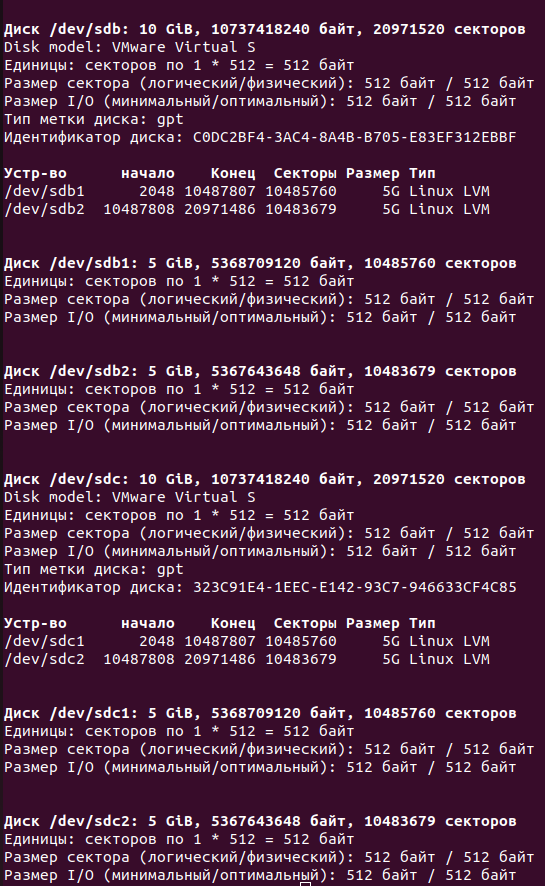 Диск /dev/sdb: 10 GiB, 10737418240 байт, 20971520 секторов
Disk model: VMware Virtual S
Единицы: секторов по 1 * 512 = 512 байт
Размер сектора (логический/физический): 512 байт / 512 байт
Размер I/O (минимальный/оптимальный): 512 байт / 512 байт
Тип метки диска: gpt
Идентификатор диска: C0DC2BF4-3AC4-8A4B-B705-E83EF312EBBF
Устр-во начало Конец Секторы Размер Тип
/dev/sdb1 2048 10487807 10485760 5G Linux LVM
/dev/sdb2 10487808 20971486 10483679 5G Linux LVM
Диск /dev/sdb1: 5 GiB, 5368709120 байт, 10485760 секторов
Единицы: секторов по 1 * 512 = 512 байт
Размер сектора (логический/физический): 512 байт / 512 байт
Размер I/O (минимальный/оптимальный): 512 байт / 512 байт
Диск /dev/sdb2: 5 GiB, 5367643648 байт, 10483679 секторов
Единицы: секторов по 1 * 512 = 512 байт
Размер сектора (логический/физический): 512 байт / 512 байт
Размер I/O (минимальный/оптимальный): 512 байт / 512 байт
Диск /dev/sdc: 10 GiB, 10737418240 байт, 20971520 секторов
Disk model: VMware Virtual S
Единицы: секторов по 1 * 512 = 512 байт
Размер сектора (логический/физический): 512 байт / 512 байт
Размер I/O (минимальный/оптимальный): 512 байт / 512 байт
Тип метки диска: gpt
Идентификатор диска: 323C91E4-1EEC-E142-93C7-946633CF4C85
Устр-во начало Конец Секторы Размер Тип
/dev/sdc1 2048 10487807 10485760 5G Linux LVM
/dev/sdc2 10487808 20971486 10483679 5G Linux LVM
Диск /dev/sdc1: 5 GiB, 5368709120 байт, 10485760 секторов
Единицы: секторов по 1 * 512 = 512 байт
Размер сектора (логический/физический): 512 байт / 512 байт
Размер I/O (минимальный/оптимальный): 512 байт / 512 байт
Диск /dev/sdc2: 5 GiB, 5367643648 байт, 10483679 секторов
Единицы: секторов по 1 * 512 = 512 байт
Размер сектора (логический/физический): 512 байт / 512 байт
Размер I/O (минимальный/оптимальный): 512 байт / 512 байт